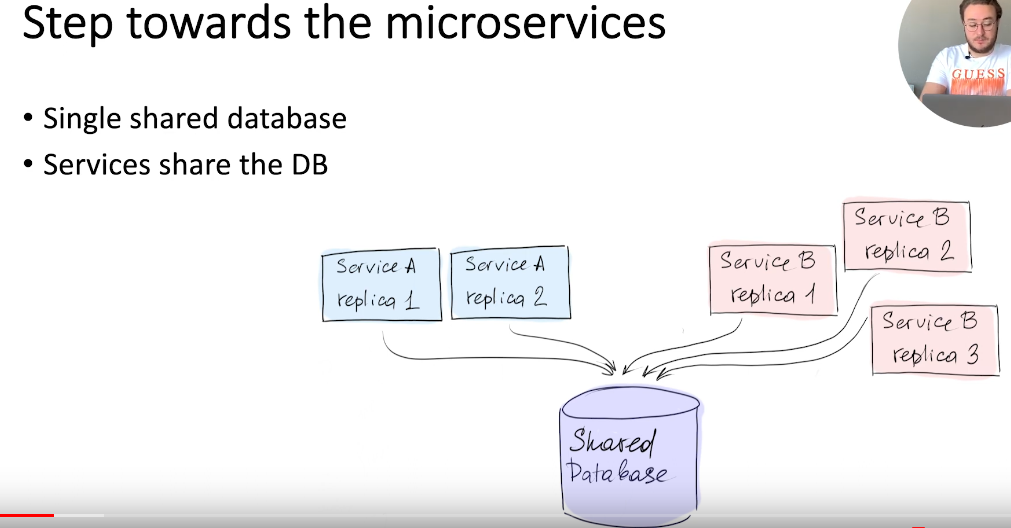 Step towards the microservices
GUESS
• Single shared database
• Services share the DB
Service A
replica 1
Service A
replica 2
Service B
replica 1
Service B
replica 2
Service B
replica 3
Shared
Database